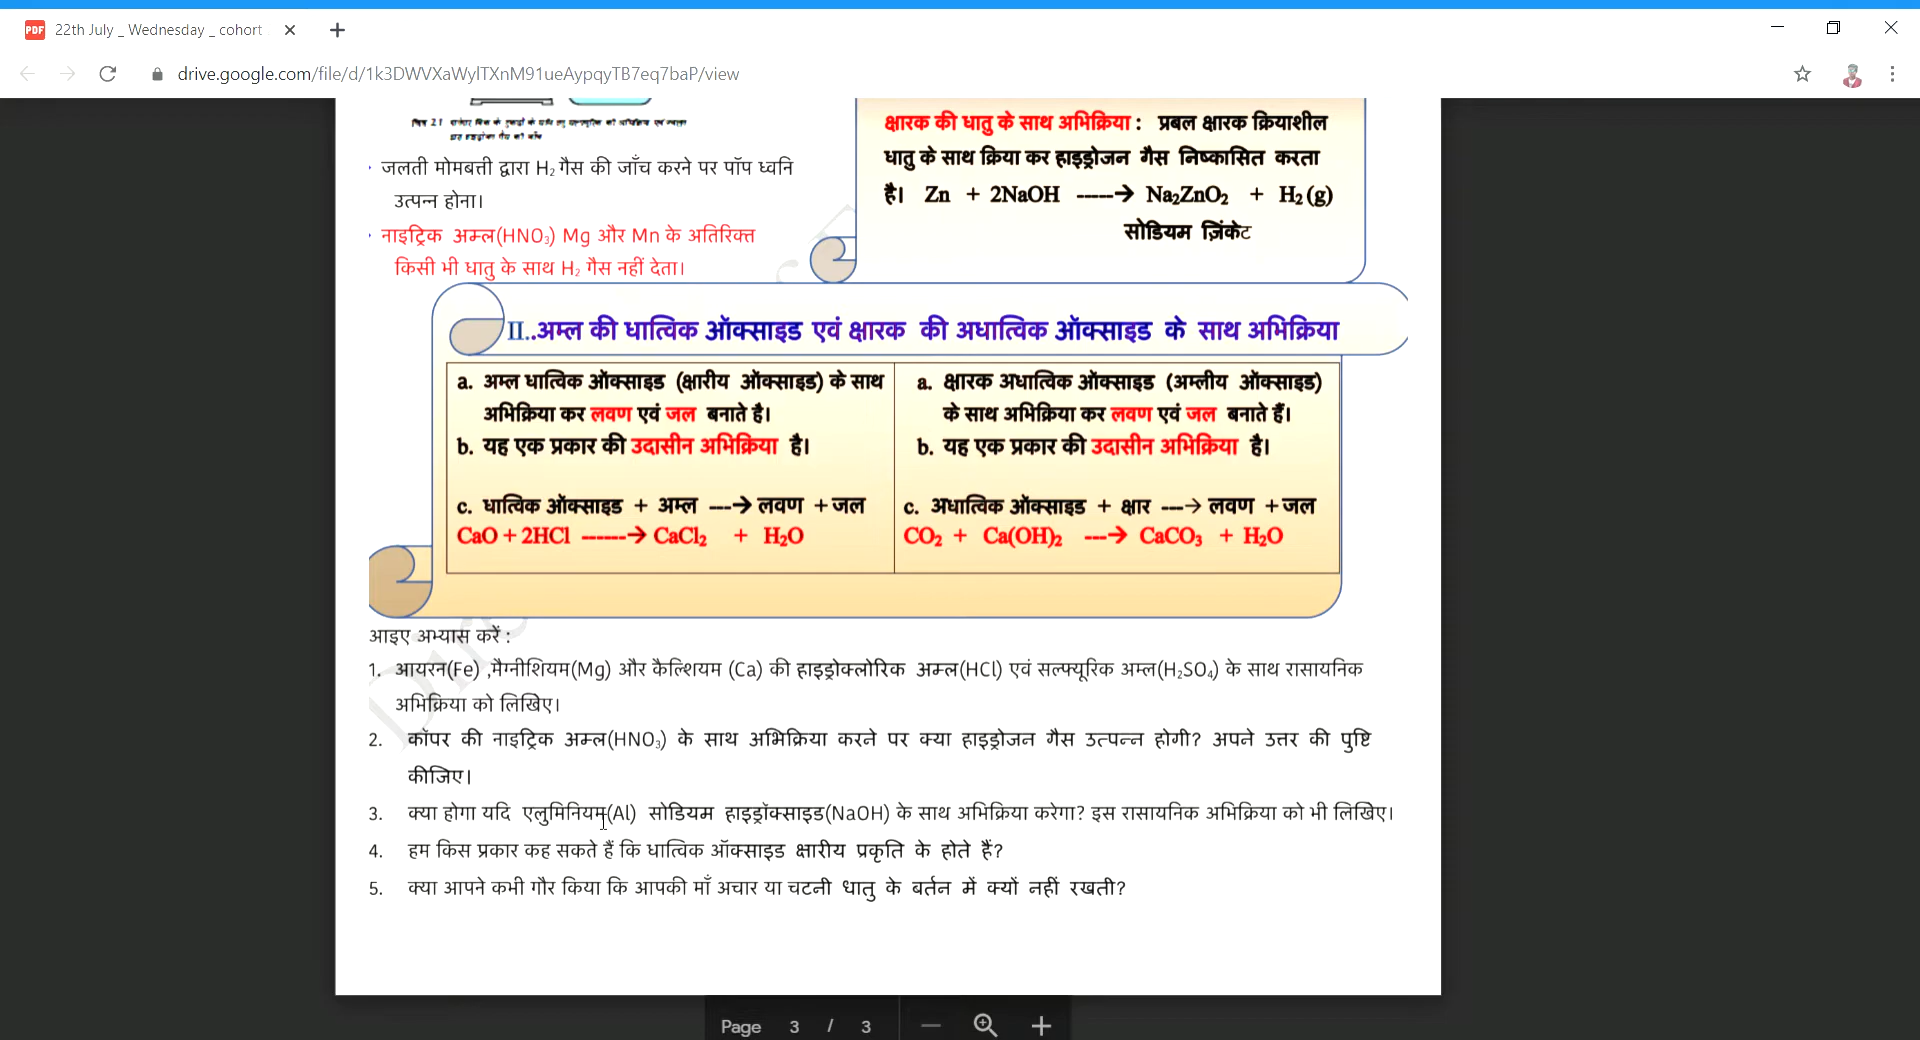 PDF 22th July _ Wednesday _ cohort
drive.google.com/file/d/1k3DWVXaWylTXnM91ueAypqyTB7eq7baP/view
चित्र 2.1
जलती मोमबत्ती द्वारा H₂ गैस की जाँच करने पर पॉप ध्वनि
उत्पन्न होना।
नाइट्रिक अम्ल(HNO₃) Mg और Mn के अतिरिक्त
किसी भी धातु के साथ H₂ गैस नहीं देता।
क्षारक की धातु के साथ अभिक्रिया : प्रबल क्षारक क्रियाशील
धातु के साथ क्रिया कर हाइड्रोजन गैस निष्कासित करता
है। Zn + 2NaOH -----→ Na₂ZnO₂ + H₂ (g)
सोडियम ज़िंकेट
II..अम्ल की धात्विक ऑक्साइड एवं क्षारक की अधात्विक ऑक्साइड के साथ अभिक्रिया
a. अम्ल धात्विक ऑक्साइड (क्षारीय ऑक्साइड) के साथ
अभिक्रिया कर लवण एवं जल बनाते है।
b. यह एक प्रकार की उदासीन अभिक्रिया है।
c. धात्विक ऑक्साइड + अम्ल ---→ लवण + जल
CaO + 2HCl ------→ CaCl₂ + H₂O
a. क्षारक अधात्विक ऑक्साइड (अम्लीय ऑक्साइड)
के साथ अभिक्रिया कर लवण एवं जल बनाते हैं।
b. यह एक प्रकार की उदासीन अभिक्रिया है।
c. अधात्विक ऑक्साइड + क्षार ---→ लवण + जल
CO₂ + Ca(OH)₂ ---→ CaCO₃ + H₂O
आइए अभ्यास करें :
1. आयरन(Fe) ,मैग्नीशियम(Mg) और कैल्शियम (Ca) की हाइड्रोक्लोरिक अम्ल(HCl) एवं सल्फ्यूरिक अम्ल(H₂SO₄) के साथ रासायनिक
अभिक्रिया को लिखिए।
2. कॉपर की नाइट्रिक अम्ल(HNO₃) के साथ अभिक्रिया करने पर क्या हाइड्रोजन गैस उत्पन्न होगी? अपने उत्तर की पुष्टि
कीजिए।
3. क्या होगा यदि एलुमिनियम(Al) सोडियम हाइड्रॉक्साइड(NaOH) के साथ अभिक्रिया करेगा? इस रासायनिक अभिक्रिया को भी लिखिए।
4. हम किस प्रकार कह सकते हैं कि धात्विक ऑक्साइड क्षारीय प्रकृति के होते हैं?
5. क्या आपने कभी गौर किया कि आपकी माँ अचार या चटनी धातु के बर्तन में क्यों नहीं रखती?
Page 3 / 3